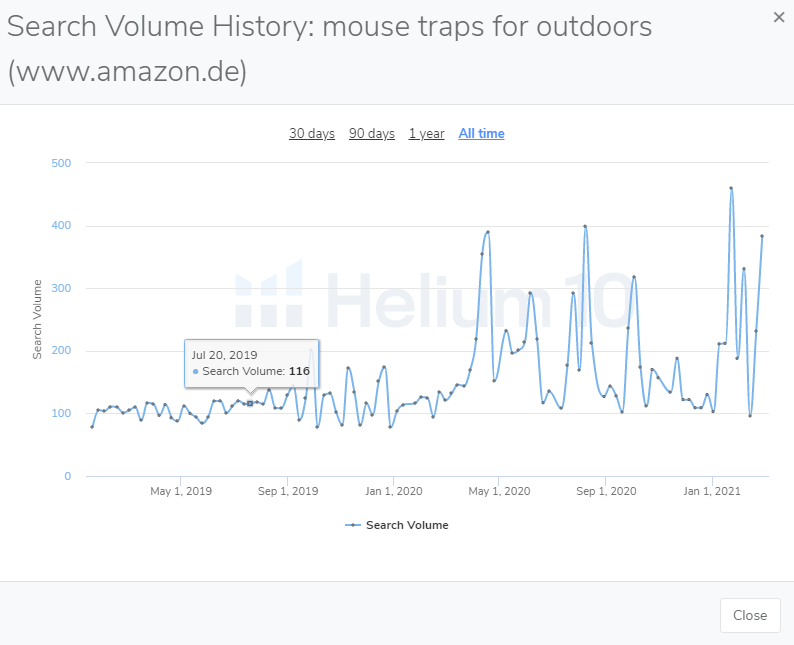 Search Volume History: mouse traps for outdoors
(www.amazon.de)
×
30 days 90 days 1 year All time
500
400
300
200
100
0
Search Volume
Helium 10
Jul 20, 2019
Search Volume: 116
May 1, 2019 Sep 1, 2019 Jan 1, 2020 May 1, 2020 Sep 1, 2020 Jan 1, 2021
Search Volume
Close